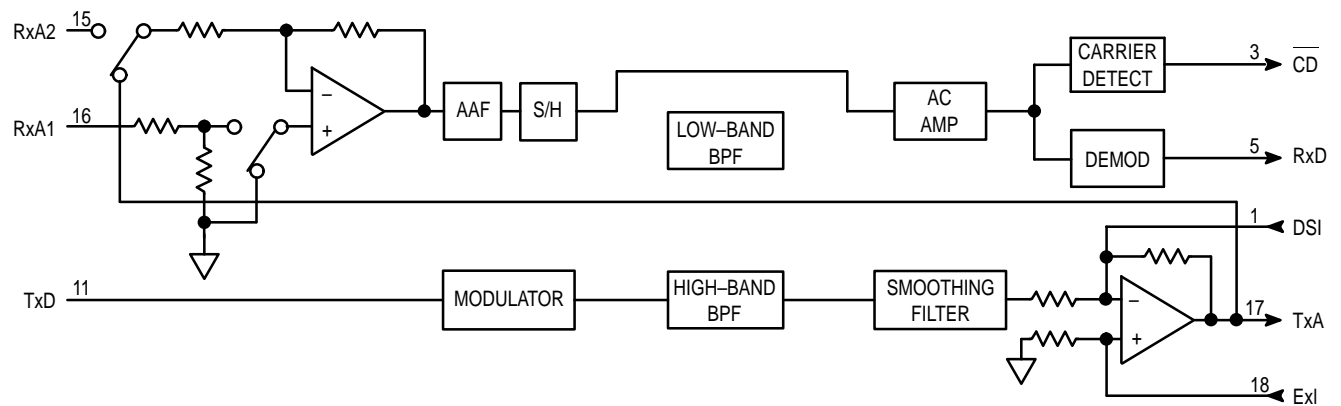 RxA2
15
RxA1
16
−
+
AAF
S/H
LOW–BAND
BPF
AC
AMP
CARRIER
DETECT
3
CD
DEMOD
5
RxD
1
DSI
TxD
11
MODULATOR
HIGH–BAND
BPF
SMOOTHING
FILTER
−
+
17
TxA
18
ExI